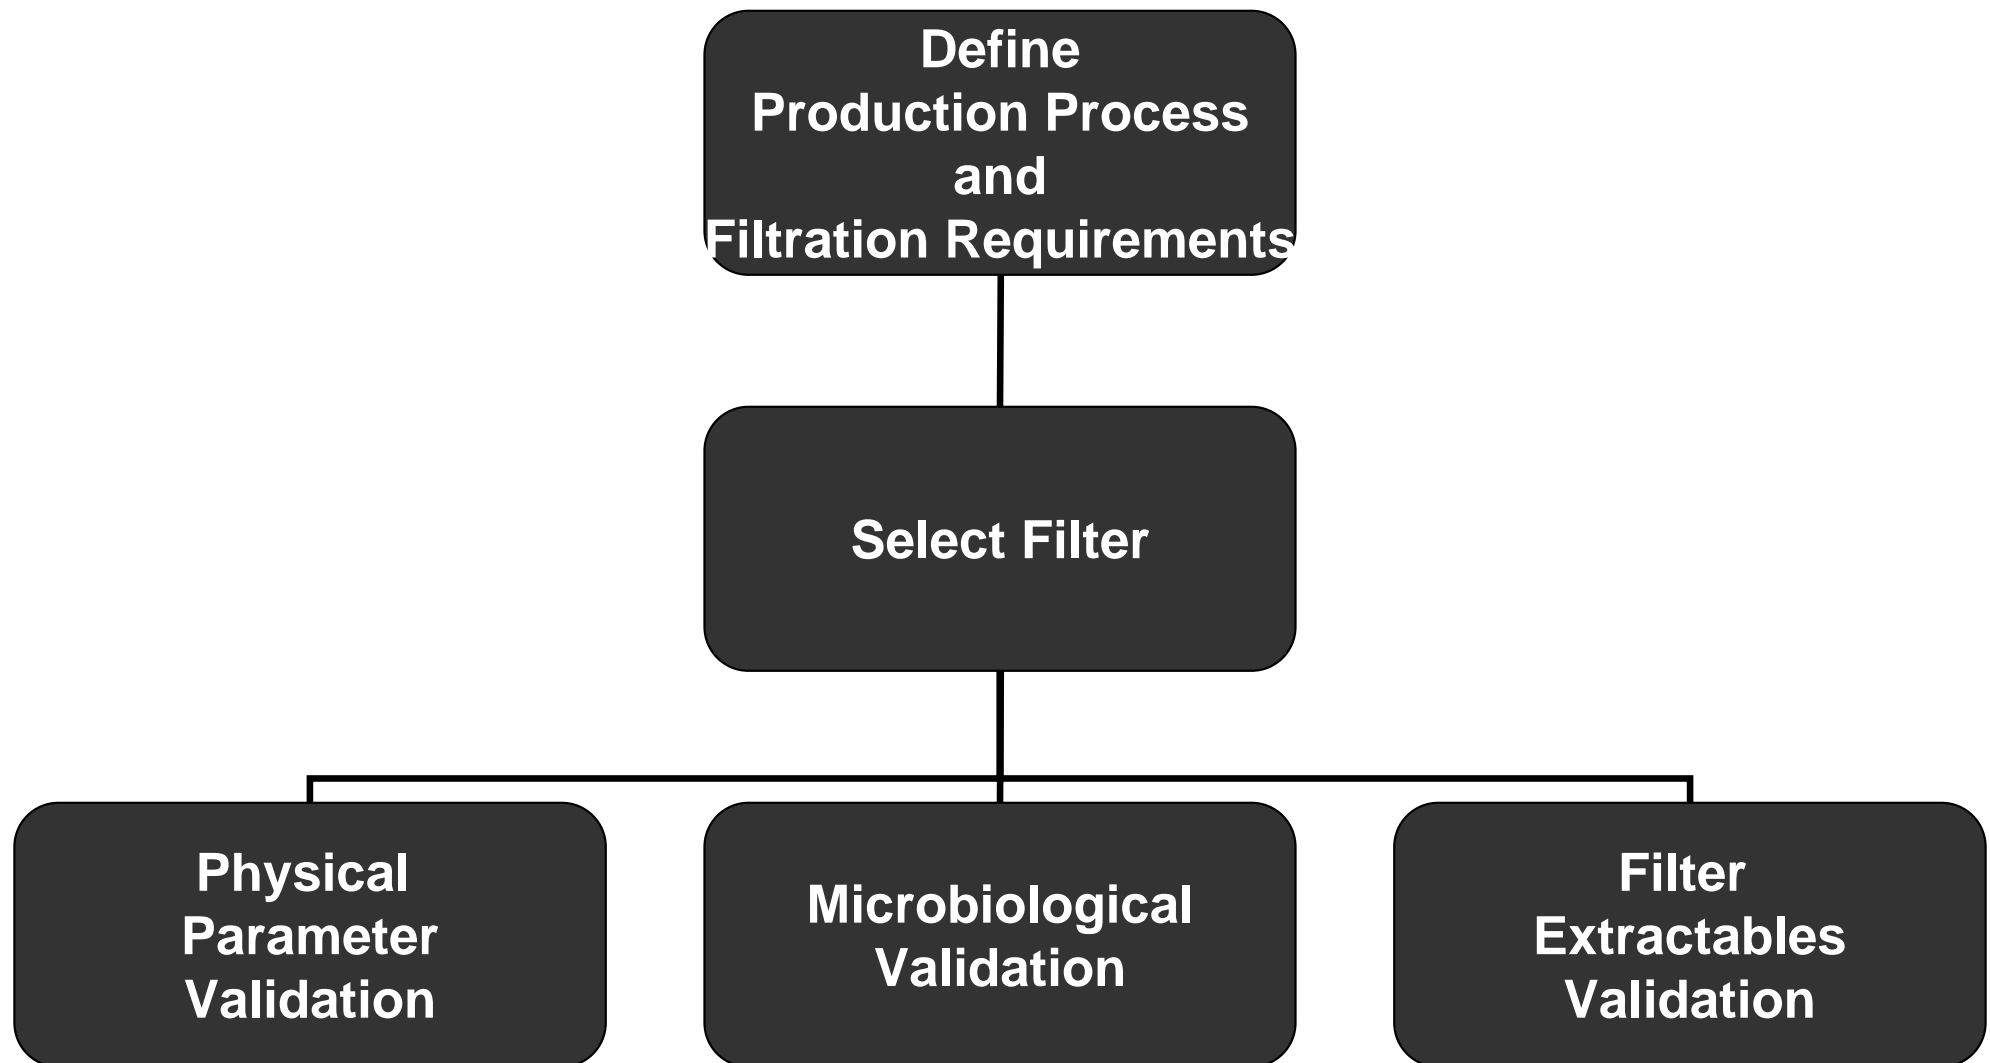 Define
Production Process
and
Filtration Requirements
Select Filter
Physical
Parameter
Validation
Microbiological
Validation
Filter
Extractables
Validation